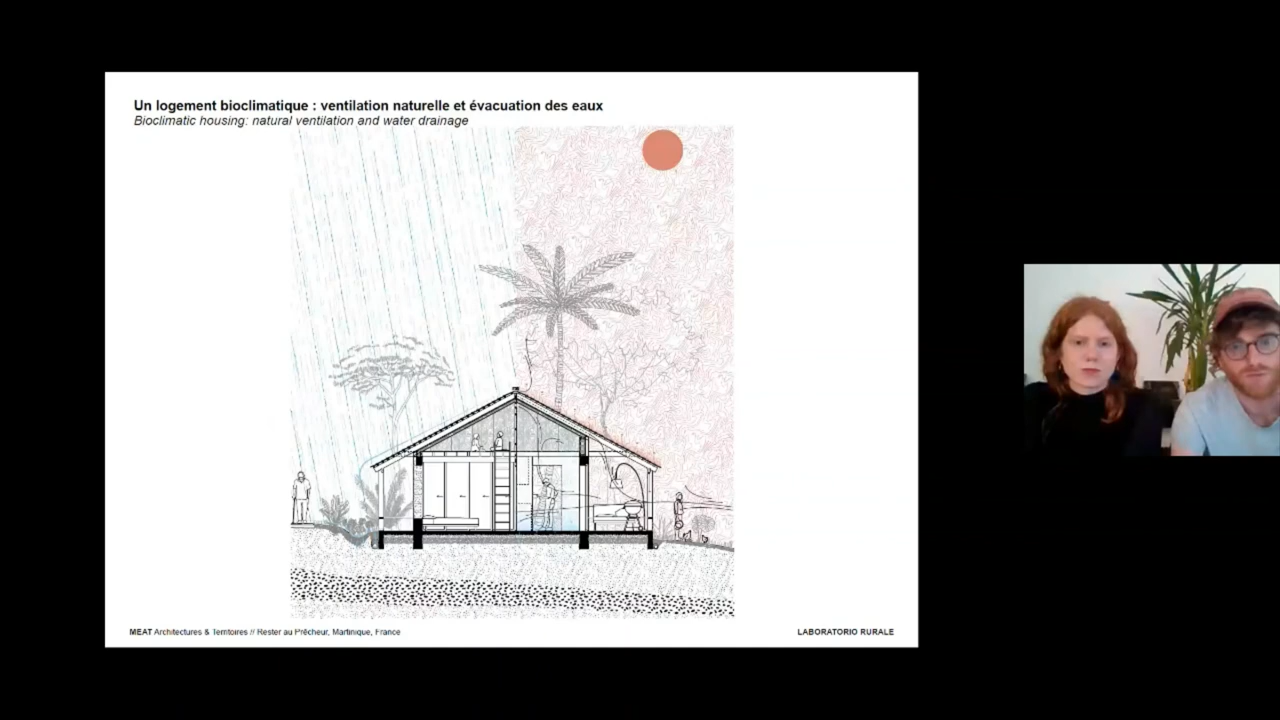 Un logement bioclimatique : ventilation naturelle et évacuation des eaux
Bioclimatic housing: natural ventilation and water drainage
MEAT Architectures & Territoires // Rester au Prêcheur, Martinique, France
LABORATORIO RURALE